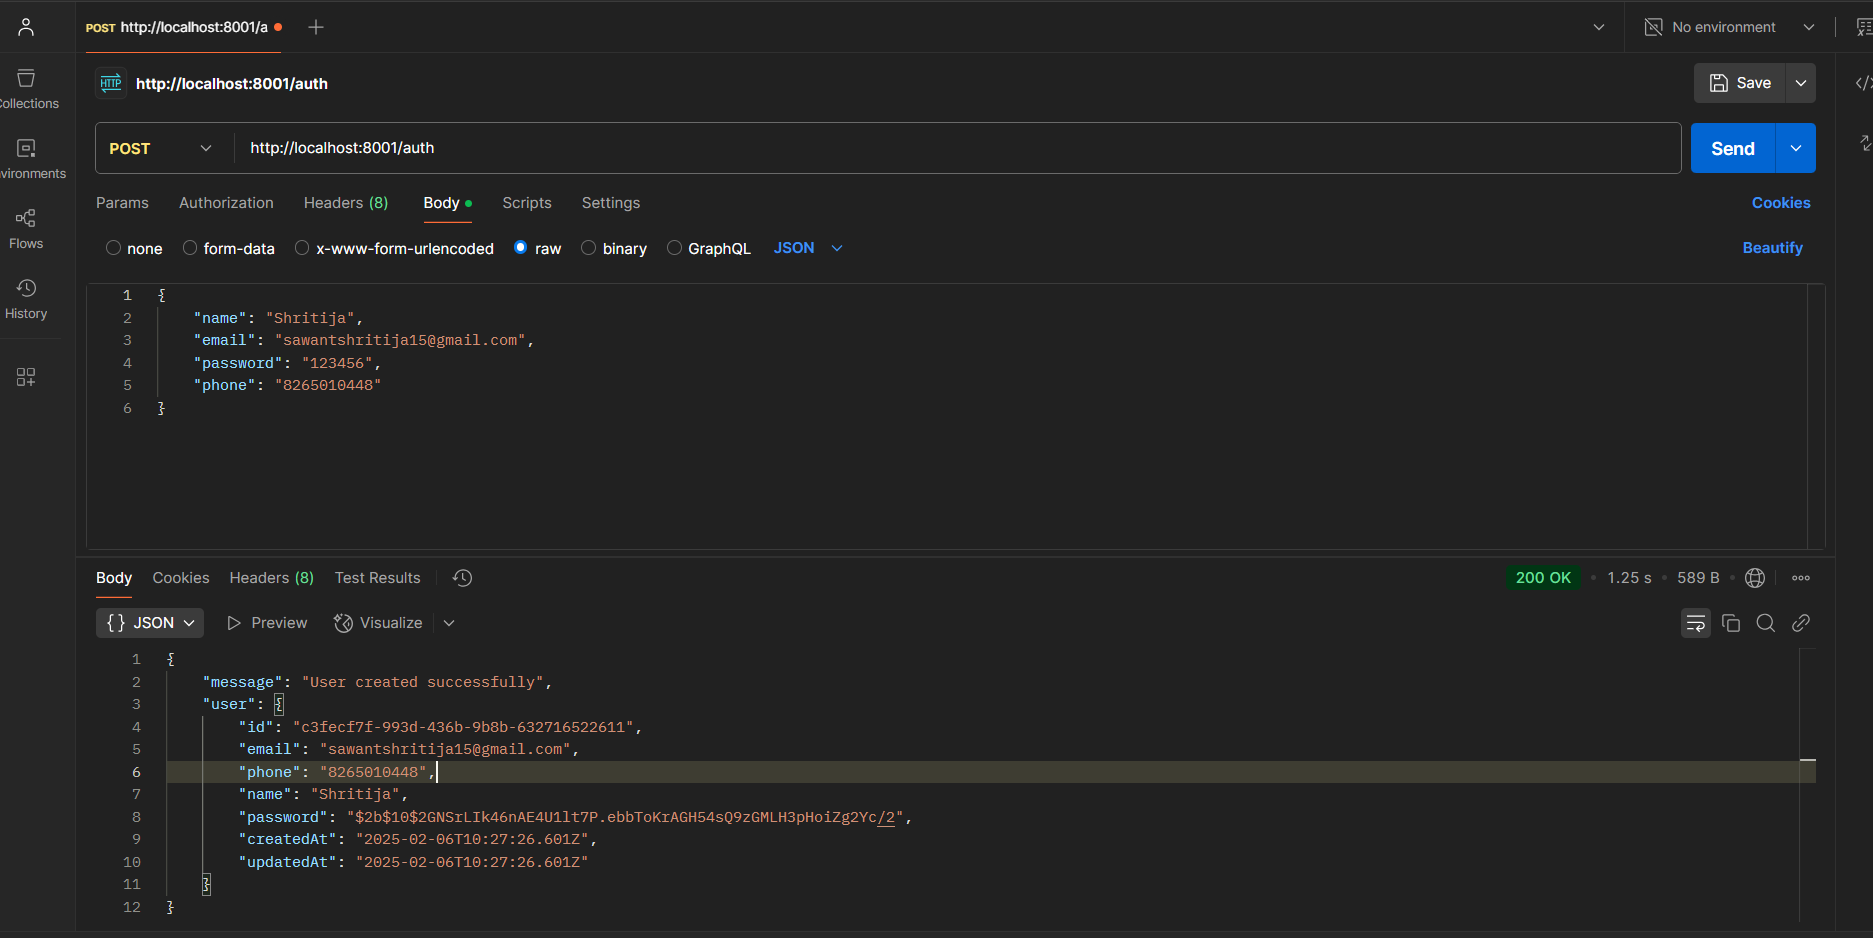 POST http://localhost:8001/a
No environment
Collections
HTTP http://localhost:8001/auth
Save
POST http://localhost:8001/auth
Send
vironments
Params Authorization Headers (8) Body Scripts Settings
Cookies
none form-data x-www-form-urlencoded raw binary GraphQL JSON
Beautify
Flows
History
1 {
2 "name": "Shritija",
3 "email": "sawantshritija15@gmail.com",
4 "password": "123456",
5 "phone": "8265010448"
6 }
Body Cookies Headers (8) Test Results
200 OK • 1.25 s • 589 B
{} JSON Preview Visualize
1 {
2 "message": "User created successfully",
3 "user": {
4 "id": "c3fecf7f-993d-436b-9b8b-632716522611",
5 "email": "sawantshritija15@gmail.com",
6 "phone": "8265010448",
7 "name": "Shritija",
8 "password": "$2b$10$2GNSrLIk46nAE4U1lt7P.ebbToKrAGH54sQ9zGMLH3pHoiZg2Yc/2",
9 "createdAt": "2025-02-06T10:27:26.601Z",
10 "updatedAt": "2025-02-06T10:27:26.601Z"
11 }
12 }